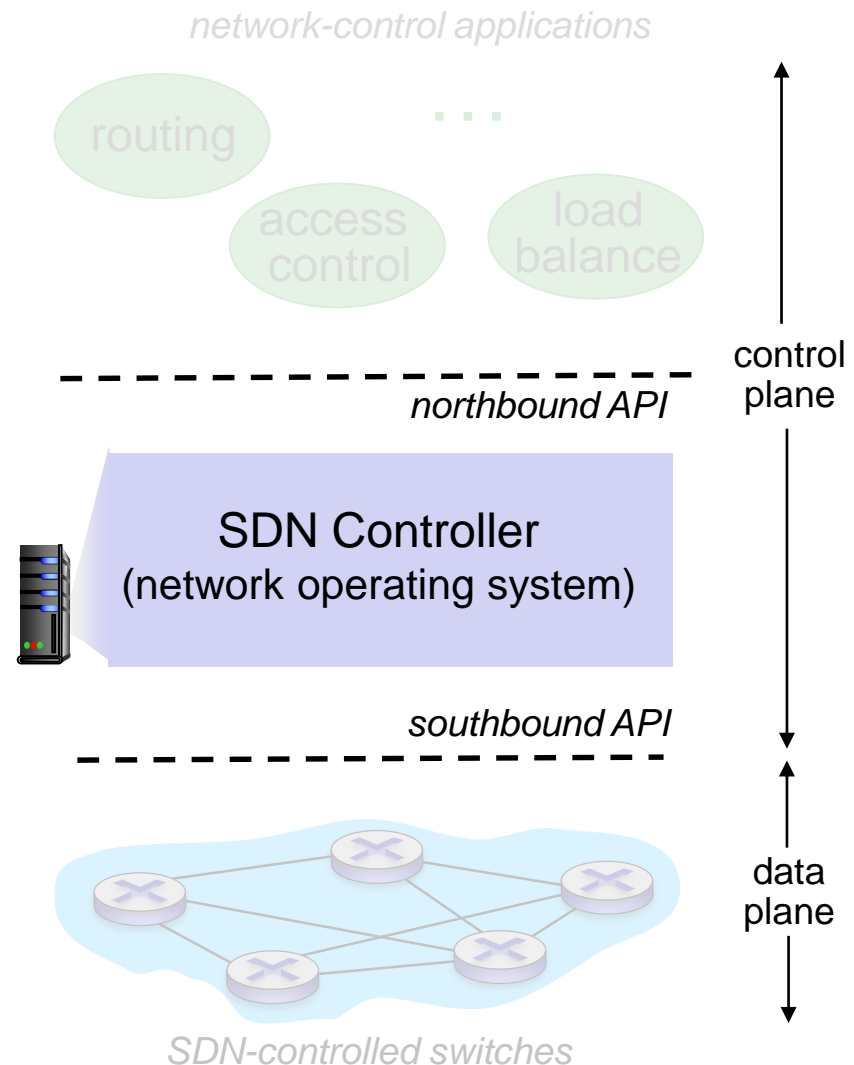 network-control applications
routing
. . .
access
control
load
balance
control
plane
northbound API
SDN Controller
(network operating system)
southbound API
data
plane
SDN-controlled switches